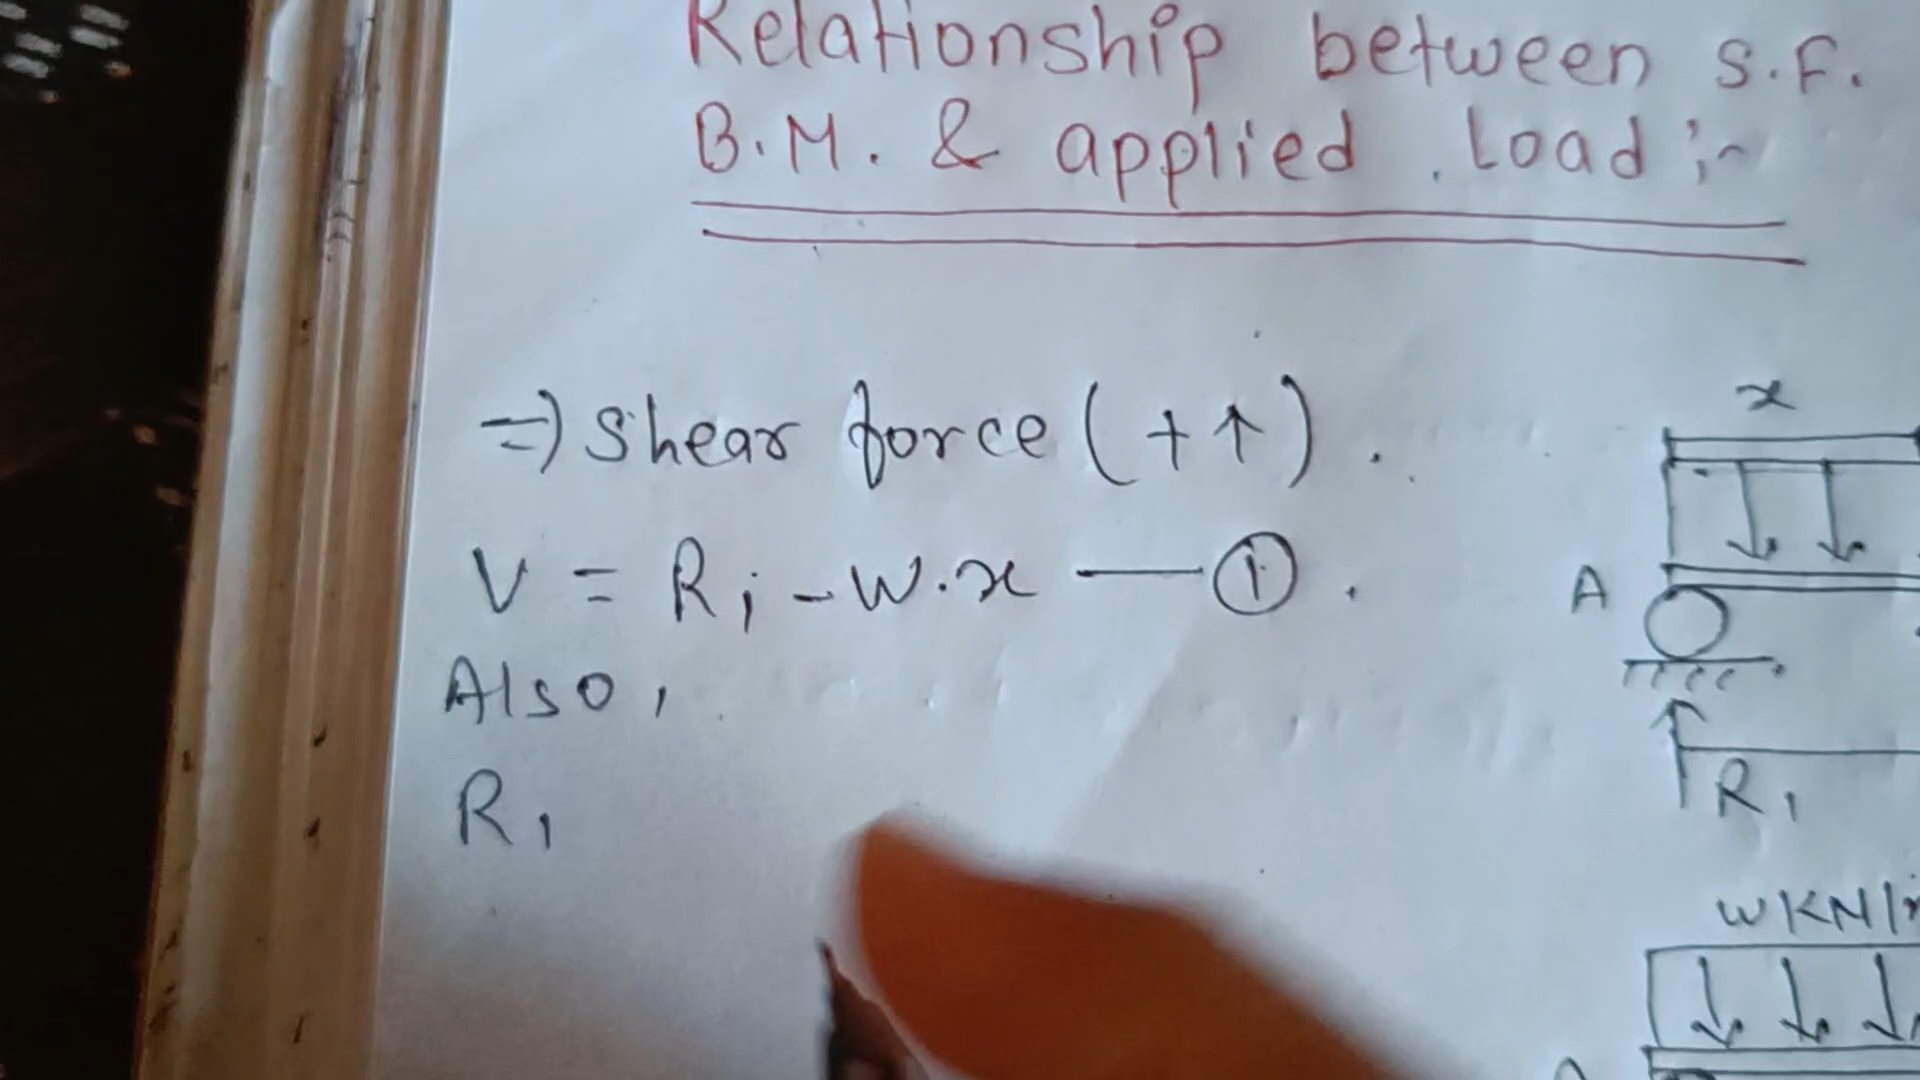 Relationship between S.F.
B.M. & applied Load :-
=) Shear force (+↑).
V = R1 - W.x — ①.
Also,
R1
x
A
R1
WKN/